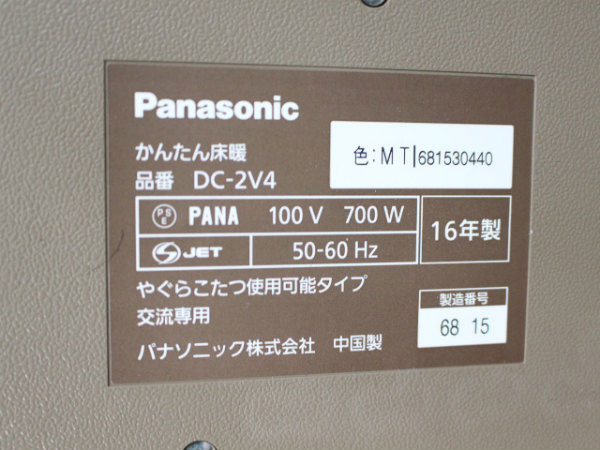 Panasonic
かんたん床暖
品番 DC-2V4
色:MT|681530440
PSE PANA 100 V 700 W
16年製
S JET 50-60 Hz
やぐらこたつ使用可能タイプ
交流専用
製造番号
68 15
パナソニック株式会社 中国製